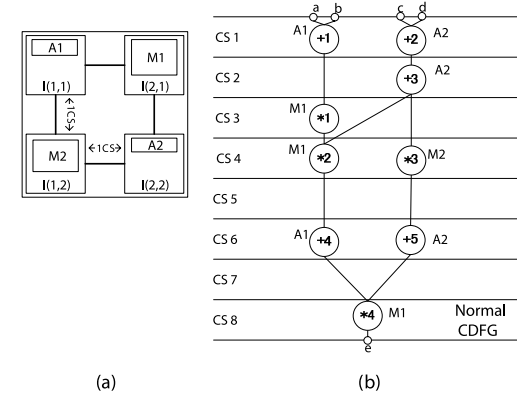 A1
M1
I(1,1)
I(2,1)
←1CS→
M2
←1CS→
A2
I(1,2)
I(2,2)
(a)
a b c d
CS 1 A1 +1 +2 A2
CS 2 +3 A2
CS 3 M1 *1
CS 4 M1 *2 *3 M2
CS 5
CS 6 A1 +4 +5 A2
CS 7
CS 8 *4 M1 Normal
CDFG
e
(b)